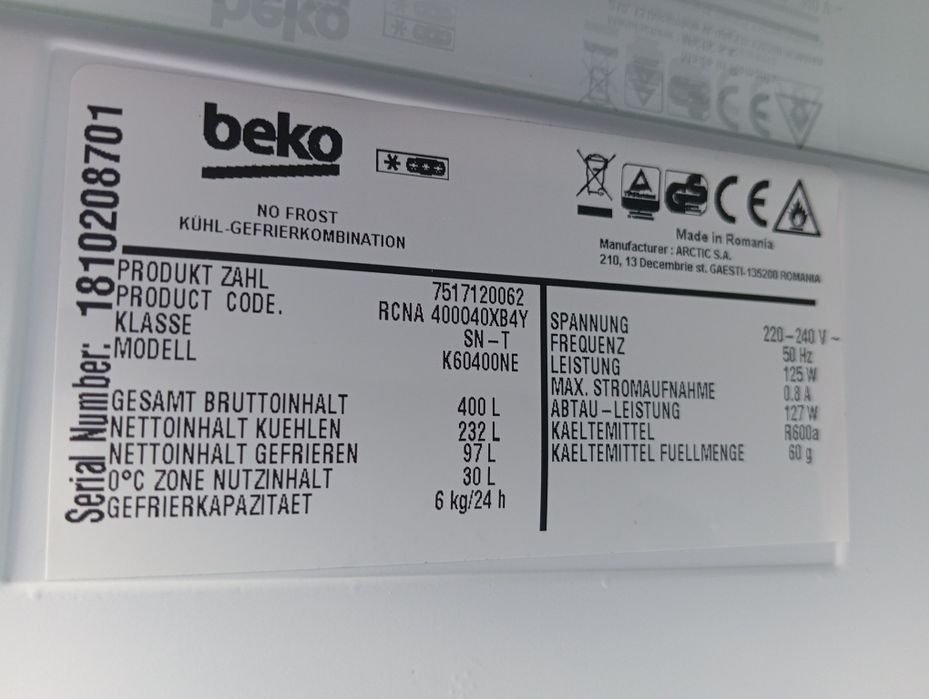 beko
NO FROST
KÜHL-GEFRIERKOMBINATION
Made in Romania
Manufacturer : ARCTIC S.A.
210, 13 Decembrie st. GAESTI-135200 ROMANIA
Serial Number: 1810208701
PRODUKT ZAHL 7517120062
PRODUCT CODE. RCNA 400040XB4Y
KLASSE SN-T
MODELL K60400NE
GESAMT BRUTTOINHALT 400 L
NETTOINHALT KUEHLEN 232 L
NETTOINHALT GEFRIEREN 97 L
0°C ZONE NUTZINHALT 30 L
GEFRIERKAPAZITAET 6 kg/24 h
SPANNUNG 220-240 V ~
FREQUENZ 50 Hz
LEISTUNG 125 W
MAX. STROMAUFNAHME 0.8 A
ABTAU-LEISTUNG 127 W
KAELTEMITTEL R600a
KAELTEMITTEL FUELLMENGE 60 g